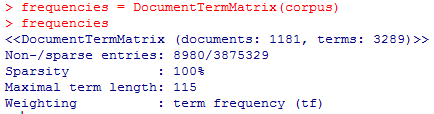 > frequencies = DocumentTermMatrix(corpus)
> frequencies
<<DocumentTermMatrix (documents: 1181, terms: 3289)>>
Non-/sparse entries: 8980/3875329
Sparsity           : 100%
Maximal term length: 115
Weighting          : term frequency (tf)